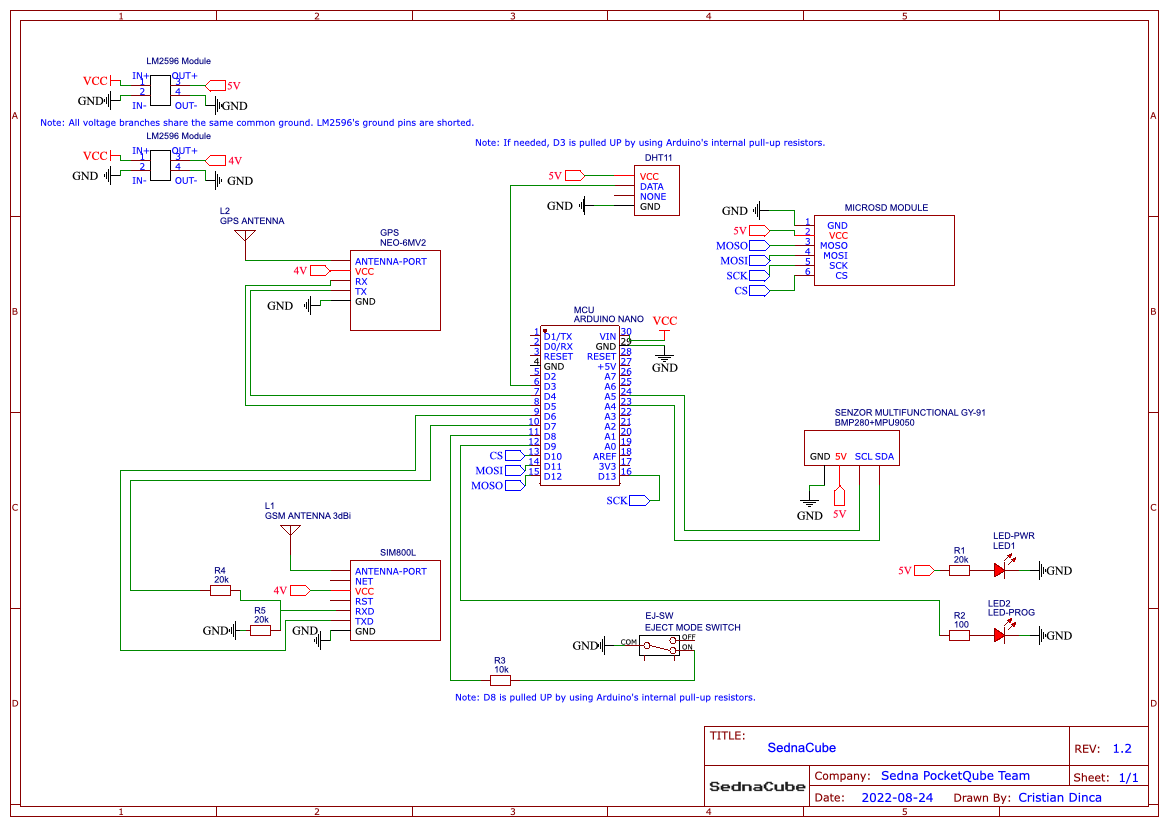 1 2 3 4 5
A
B
C
D
A
B
C
D
1 2 3 4 5
LM2596 Module
VCC IN+ 1 OUT+ 3 5V
GND 2 IN- 4 OUT- GND
Note: All voltage branches share the same common ground. LM2596's ground pins are shorted.
LM2596 Module
VCC IN+ 1 OUT+ 3 4V
GND 2 IN- 4 OUT- GND
Note: If needed, D3 is pulled UP by using Arduino's internal pull-up resistors.
DHT11
5V VCC
DATA
NONE
GND GND
MICROSD MODULE
GND 1 GND
5V 2 VCC
MOSO 3 MOSO
MOSI 4 MOSI
SCK 5 SCK
CS 6 CS
L2
GPS ANTENNA
GPS
NEO-6MV2
ANTENNA-PORT
4V VCC
RX
TX
GND GND
MCU
ARDUINO NANO
VCC
GND
1 D1/TX VIN 30
2 D0/RX GND 29
3 RESET RESET 28
4 GND +5V 27
5 D2 A7 26
6 D3 A6 25
7 D4 A5 24
8 D5 A4 23
9 D6 A3 22
10 D7 A2 21
11 D8 A1 20
12 D9 A0 19
CS 13 D10 AREF 18
MOSI 14 D11 3V3 17
MOSO 15 D12 D13 16
SCK
SENZOR MULTIFUNCTIONAL GY-91
BMP280+MPU9050
GND 5V SCL SDA
GND 5V
L1
GSM ANTENNA 3dBi
SIM800L
ANTENNA-PORT
NET
4V VCC
RST
RXD
TXD
GND GND
R4
20k
R5
20k
GND
R3
10k
EJ-SW
EJECT MODE SWITCH
GND COM OFF
ON
Note: D8 is pulled UP by using Arduino's internal pull-up resistors.
5V R1
20k
LED-PWR
LED1
GND
R2
100
LED2
LED-PROG
GND
TITLE:
SednaCube
REV: 1.2
SednaCube
Company: Sedna PocketQube Team
Sheet: 1/1
Date: 2022-08-24 Drawn By: Cristian Dinca